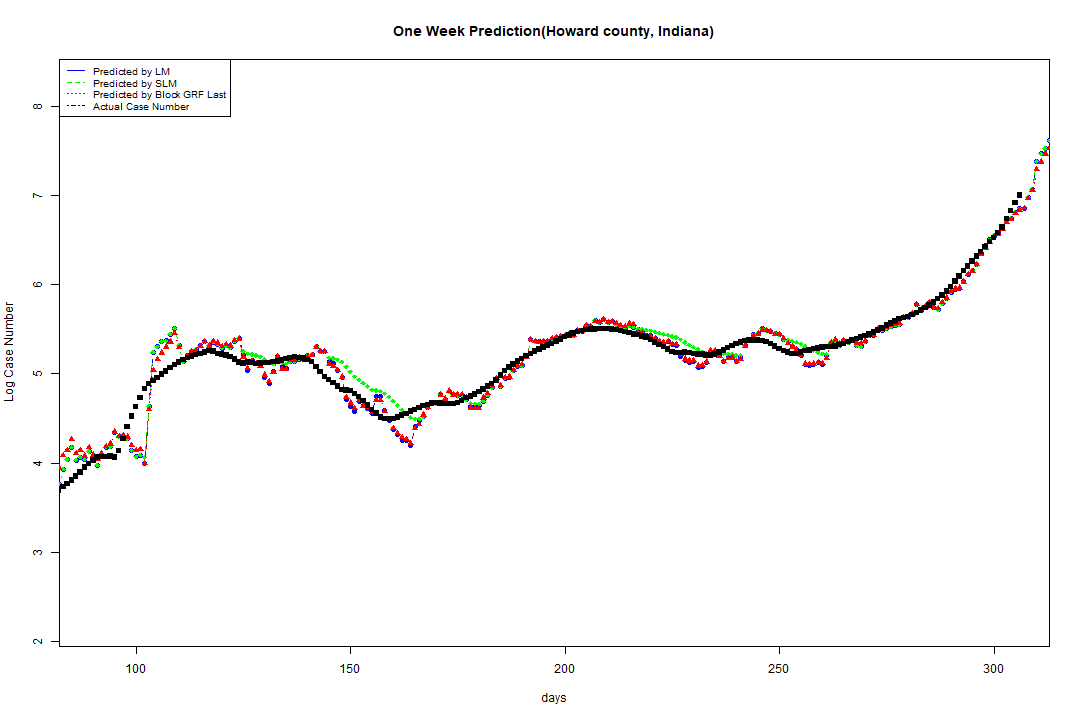 One Week Prediction(Howard county, Indiana)
Predicted by LM
Predicted by SLM
Predicted by Block GRF Last
Actual Case Number
8
7
6
5
4
3
2
Log Case Number
100 150 200 250 300
days